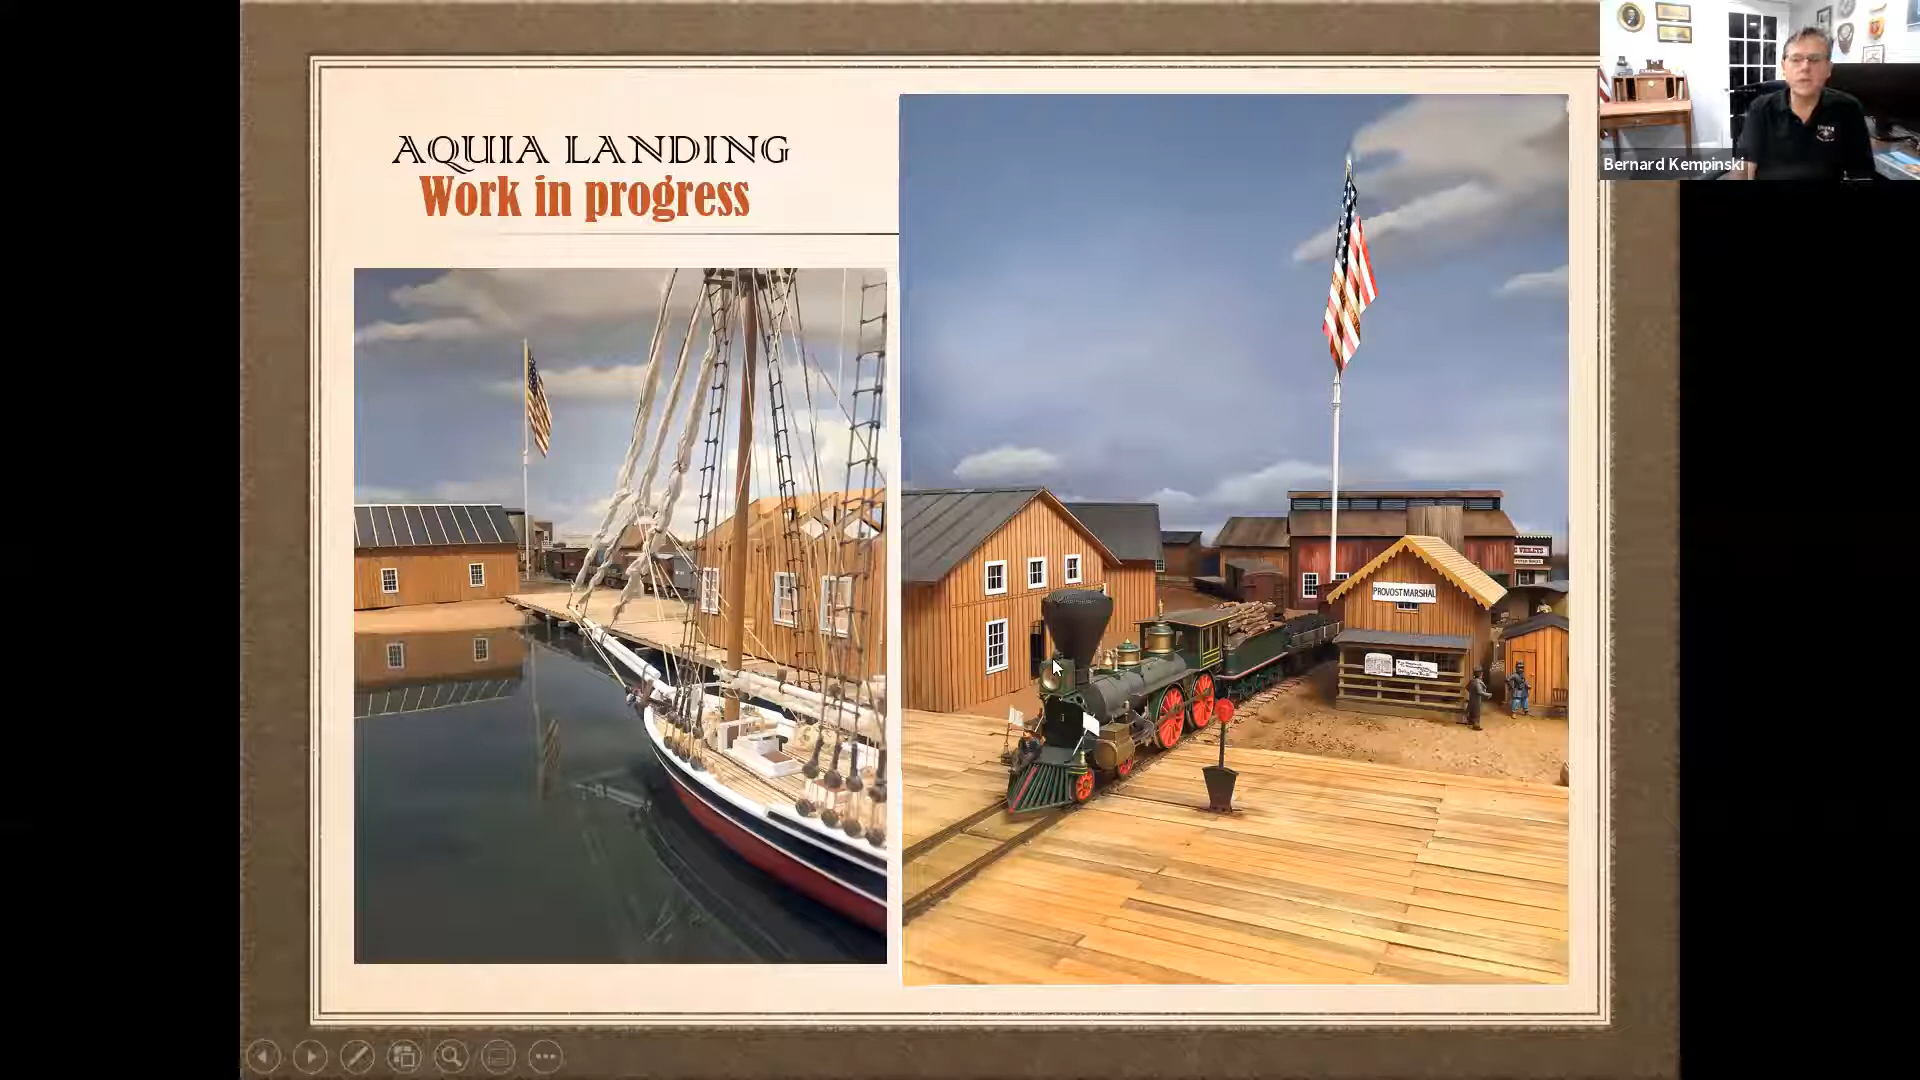 AQUIA LANDING
Work in progress
PROVOST MARSHAL
Bernard Kempinski